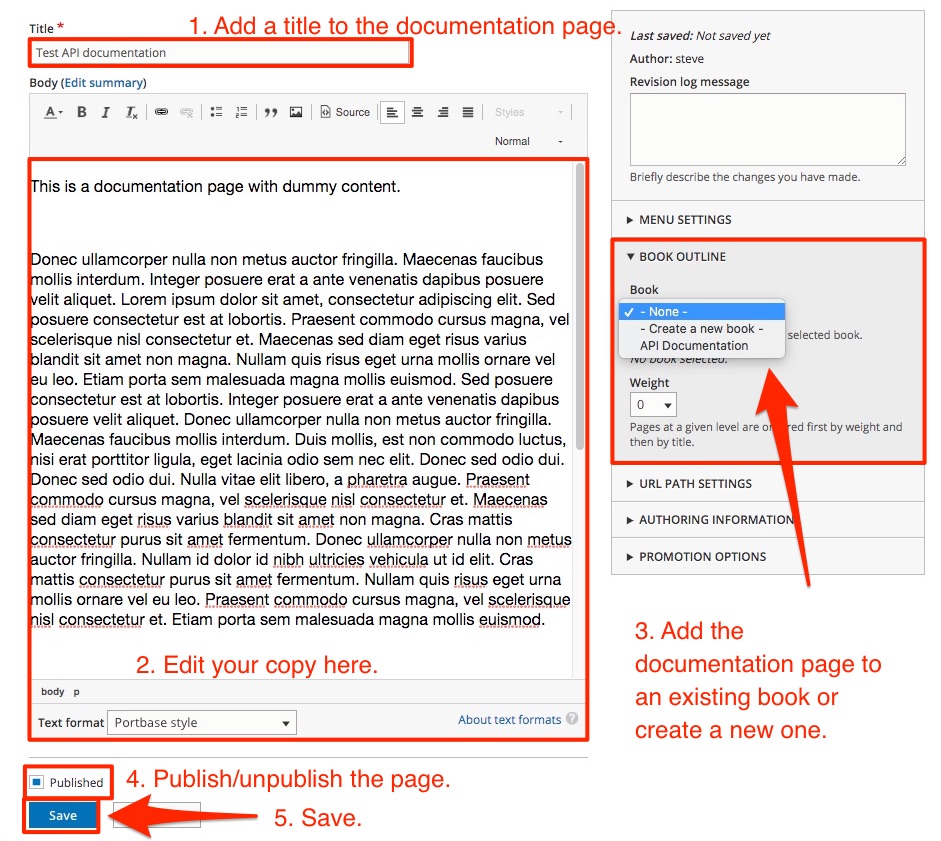 1. Add a title to the documentation page.
Title *
Test API documentation
Body (Edit summary)
A B I Tx Source Styles
Normal
This is a documentation page with dummy content.
Donec ullamcorper nulla non metus auctor fringilla. Maecenas faucibus
mollis interdum. Integer posuere erat a ante venenatis dapibus posuere
velit aliquet. Lorem ipsum dolor sit amet, consectetur adipiscing elit. Sed
posuere consectetur est at lobortis. Praesent commodo cursus magna, vel
scelerisque nisl consectetur et. Maecenas sed diam eget risus varius
blandit sit amet non magna. Nullam quis risus eget urna mollis ornare vel
eu leo. Etiam porta sem malesuada magna mollis euismod. Sed posuere
consectetur est at lobortis. Integer posuere erat a ante venenatis dapibus
posuere velit aliquet. Donec ullamcorper nulla non metus auctor fringilla.
Maecenas faucibus mollis interdum. Duis mollis, est non commodo luctus,
nisi erat porttitor ligula, eget lacinia odio sem nec elit. Donec sed odio dui.
Donec sed odio dui. Nulla vitae elit libero, a pharetra augue. Praesent
commodo cursus magna, vel scelerisque nisl consectetur et. Maecenas
sed diam eget risus varius blandit sit amet non magna. Cras mattis
consectetur purus sit amet fermentum. Donec ullamcorper nulla non metus
auctor fringilla. Nullam id dolor id nibh ultricies vehicula ut id elit. Cras
mattis consectetur purus sit amet fermentum. Nullam quis risus eget urna
mollis ornare vel eu leo. Praesent commodo cursus magna, vel scelerisque
nisl consectetur et. Etiam porta sem malesuada magna mollis euismod.
2. Edit your copy here.
body p
Text format Portbase style About text formats ?
Published
4. Publish/unpublish the page.
Save
5. Save.
Last saved: Not saved yet
Author: steve
Revision log message
Briefly describe the changes you have made.
MENU SETTINGS
BOOK OUTLINE
Book
- None -
- Create a new book -
selected book.
API Documentation
No book selected.
Weight
0
Pages at a given level are ordered first by weight and
then by title.
URL PATH SETTINGS
AUTHORING INFORMATION
PROMOTION OPTIONS
3. Add the
documentation page to
an existing book or
create a new one.